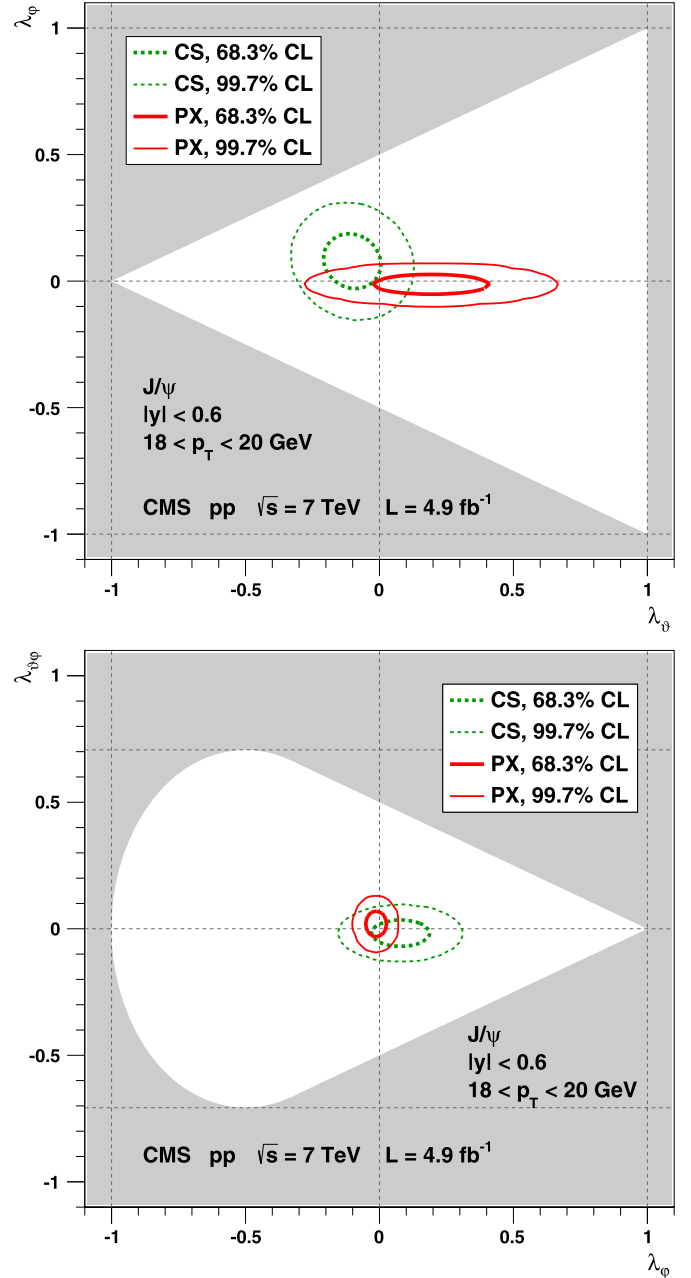 λφ
1
0.5
0
-0.5
-1
CS, 68.3% CL
CS, 99.7% CL
PX, 68.3% CL
PX, 99.7% CL
J/ψ
|y| < 0.6
18 < pT < 20 GeV
CMS pp √s = 7 TeV L = 4.9 fb-1
-1 -0.5 0 0.5 1
λϑ
λϑφ
1
0.5
0
-0.5
-1
CS, 68.3% CL
CS, 99.7% CL
PX, 68.3% CL
PX, 99.7% CL
J/ψ
|y| < 0.6
18 < pT < 20 GeV
CMS pp √s = 7 TeV L = 4.9 fb-1
-1 -0.5 0 0.5 1
λφ